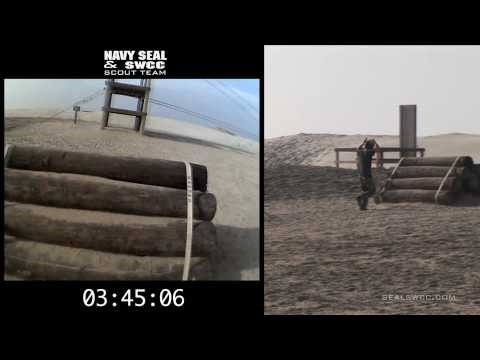 NAVY SEAL
& SWCC
SCOUT TEAM
03:45:06
SEALSWCC.COM